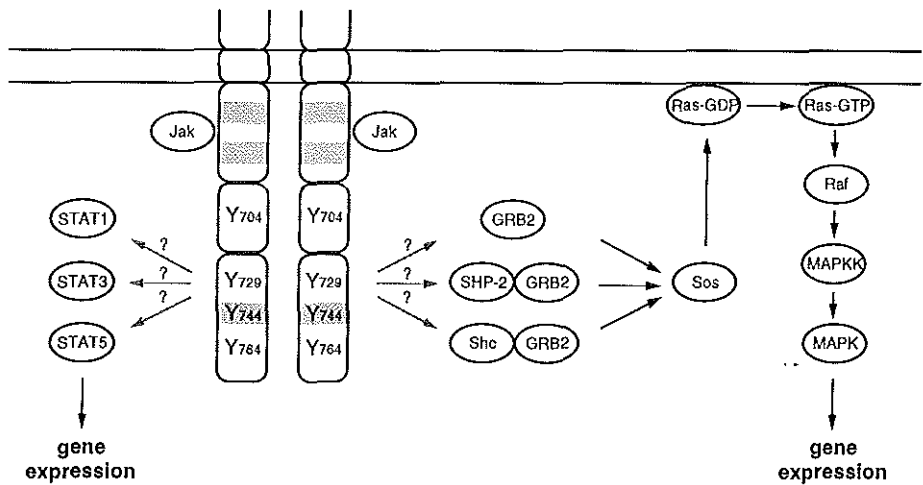 Ras-GDP
Ras-GTP
Jak
Jak
Raf
STAT1
Y704
Y704
GRB2
?
?
STAT3
?
Y729
Y729
?
SHP-2
GRB2
Sos
MAPKK
?
Y744
Y744
?
STAT5
Y764
Y764
Shc
GRB2
MAPK
gene
expression
gene
expression